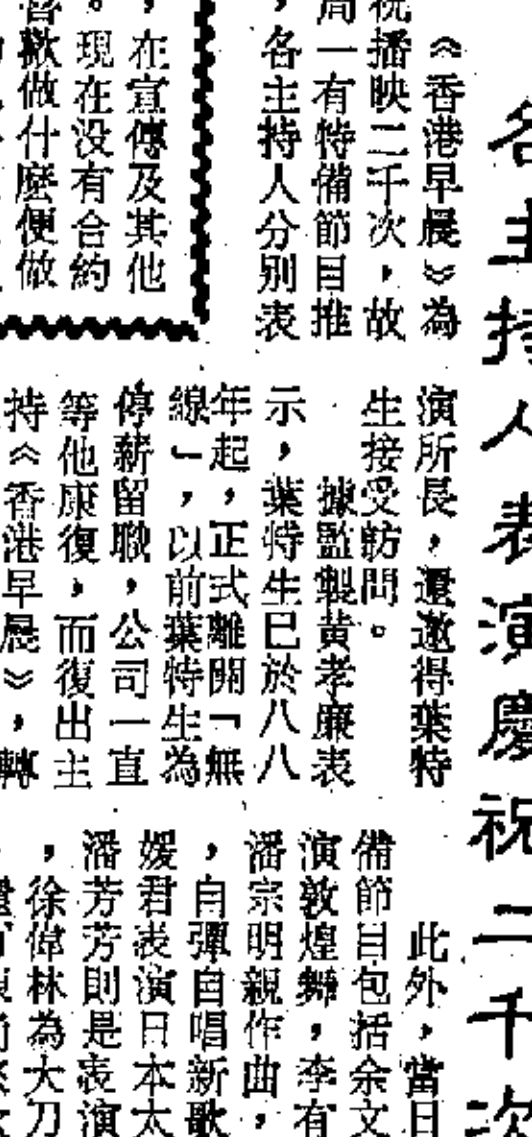 各主持人表演慶祝二千次
《香港早晨》為
祝播映二千次，故
局一有特備節目推
，各主持人分別表
演所長，還邀得葉特
生接受訪問。
據監製黄孝廉表
示，葉特生已於八八
年起，正式離開「無
線」，以前葉特生為
停薪留職，公司一直
等他康復，而復出主
持《香港早晨》，轉
此外，當日
備節目包括余文
演敦煌舞，李有
潘宗明親作曲，
，自彈自唱新歌
媛君表演日本太
潘芳芳則是表演
，徐偉林為大刀
，在宣傳及其他
。現在没有合約
歡做什麼便做